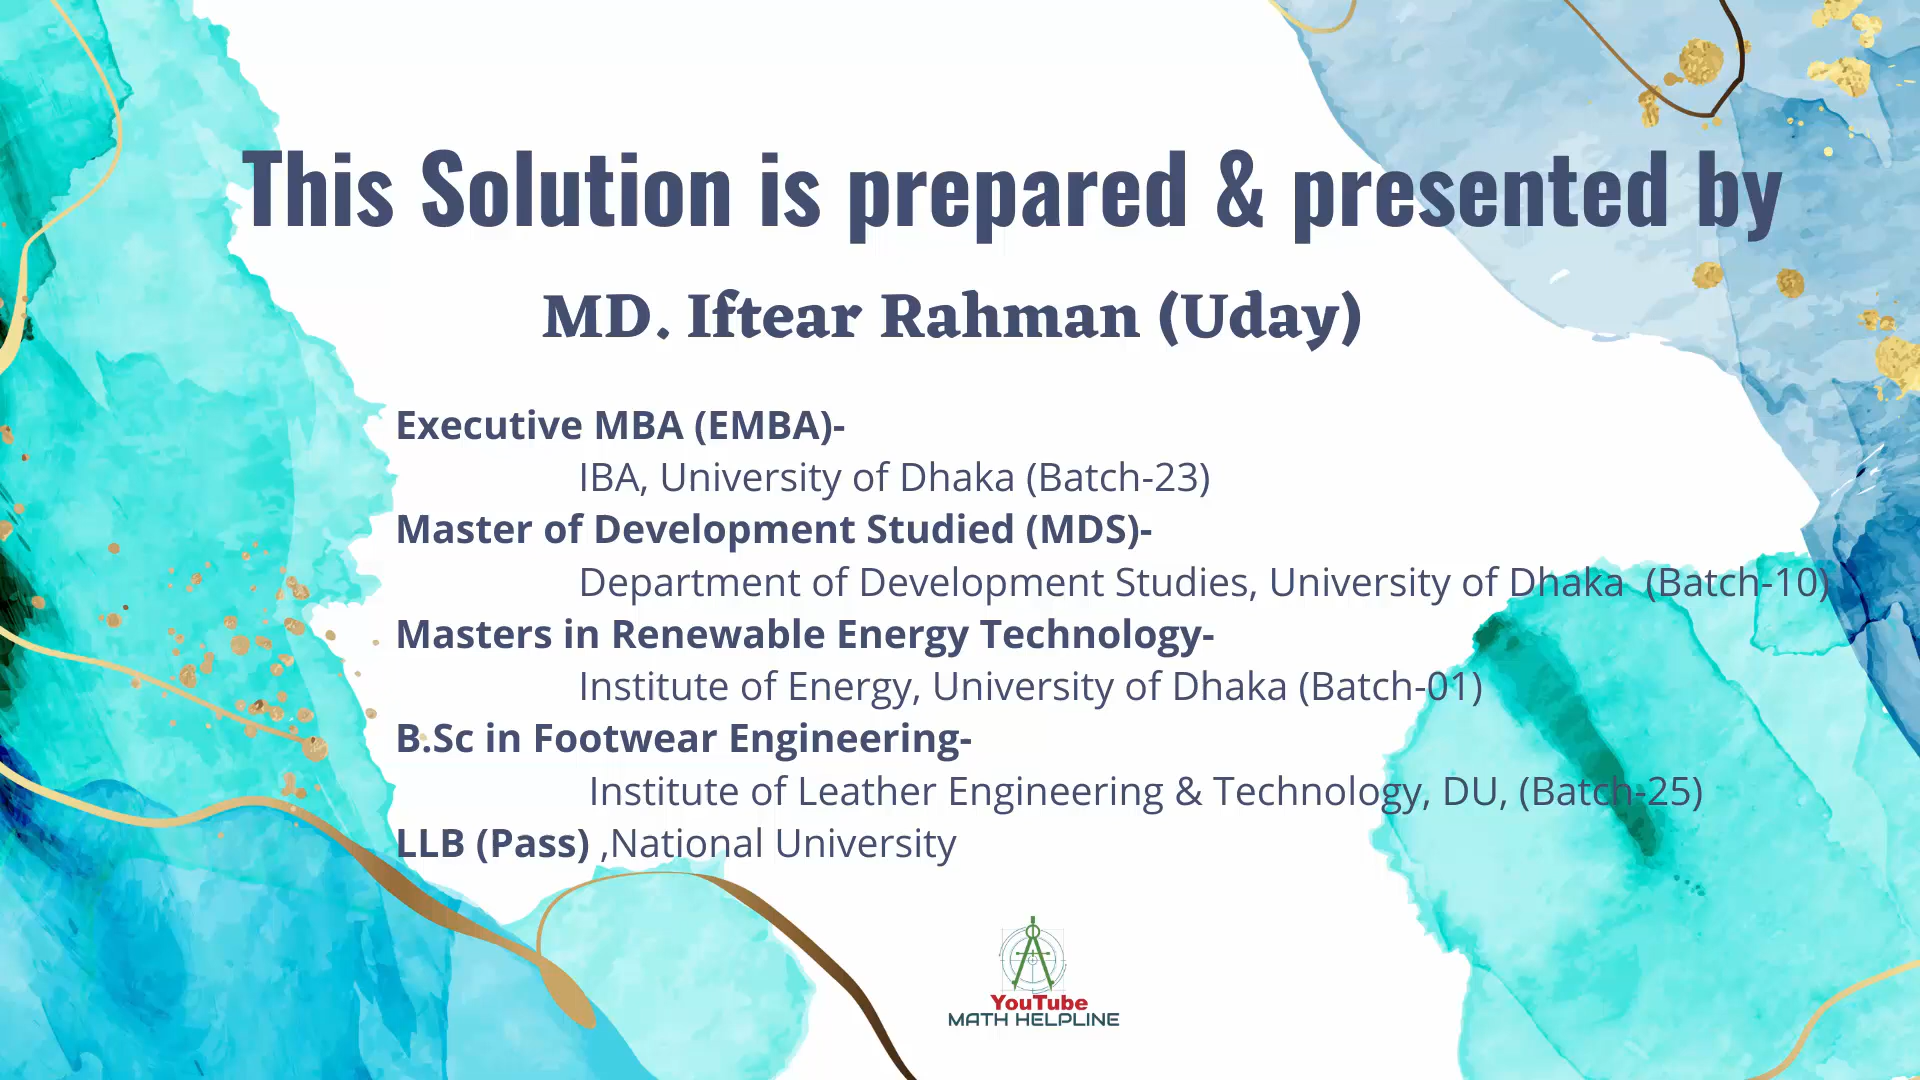 This Solution is prepared & presented by
MD. Iftear Rahman (Uday)
Executive MBA (EMBA)-
IBA, University of Dhaka (Batch-23)
Master of Development Studied (MDS)-
Department of Development Studies, University of Dhaka (Batch-10)
Masters in Renewable Energy Technology-
Institute of Energy, University of Dhaka (Batch-01)
B.Sc in Footwear Engineering-
Institute of Leather Engineering & Technology, DU, (Batch-25)
LLB (Pass) ,National University
YouTube
MATH HELPLINE